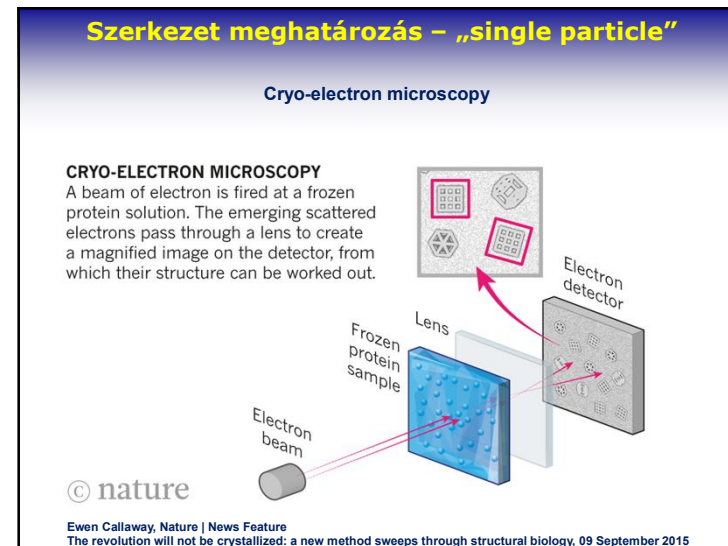 Szerkezet meghatározás – „single particle”
Cryo-electron microscopy
CRYO-ELECTRON MICROSCOPY
A beam of electron is fired at a frozen
protein solution. The emerging scattered
electrons pass through a lens to create
a magnified image on the detector, from
which their structure can be worked out.
Electron
detector
Lens
Frozen
protein
sample
Electron
beam
© nature
Ewen Callaway, Nature | News Feature
The revolution will not be crystallized: a new method sweeps through structural biology, 09 September 2015